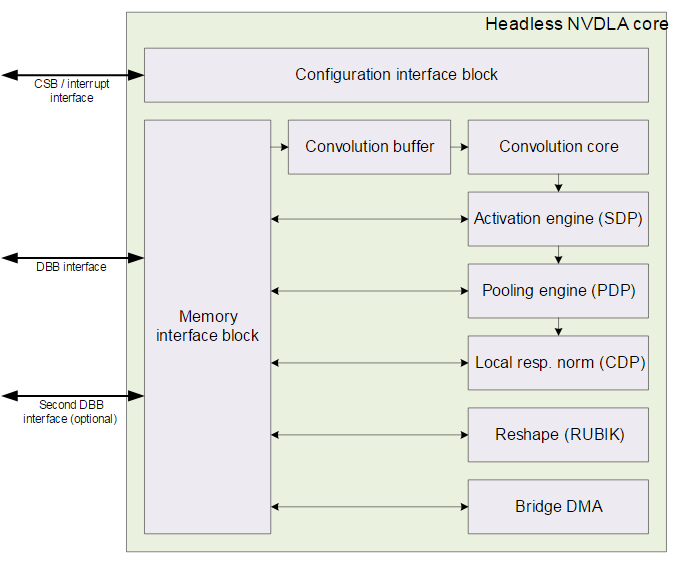 Headless NVDLA core
Configuration interface block
CSB / interrupt
interface
Convolution buffer
Convolution core
Activation engine (SDP)
DBB interface
Pooling engine (PDP)
Memory
interface block
Local resp. norm (CDP)
Second DBB
interface (optional)
Reshape (RUBIK)
Bridge DMA